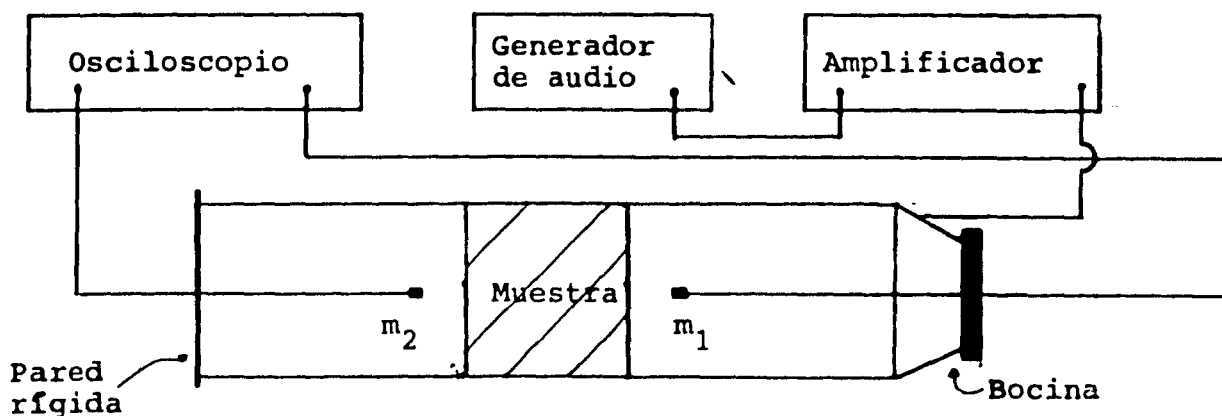 Osciloscopio
Generador
de audio
Amplificador
Muestra
m2
m1
Pared
rígida
Bocina